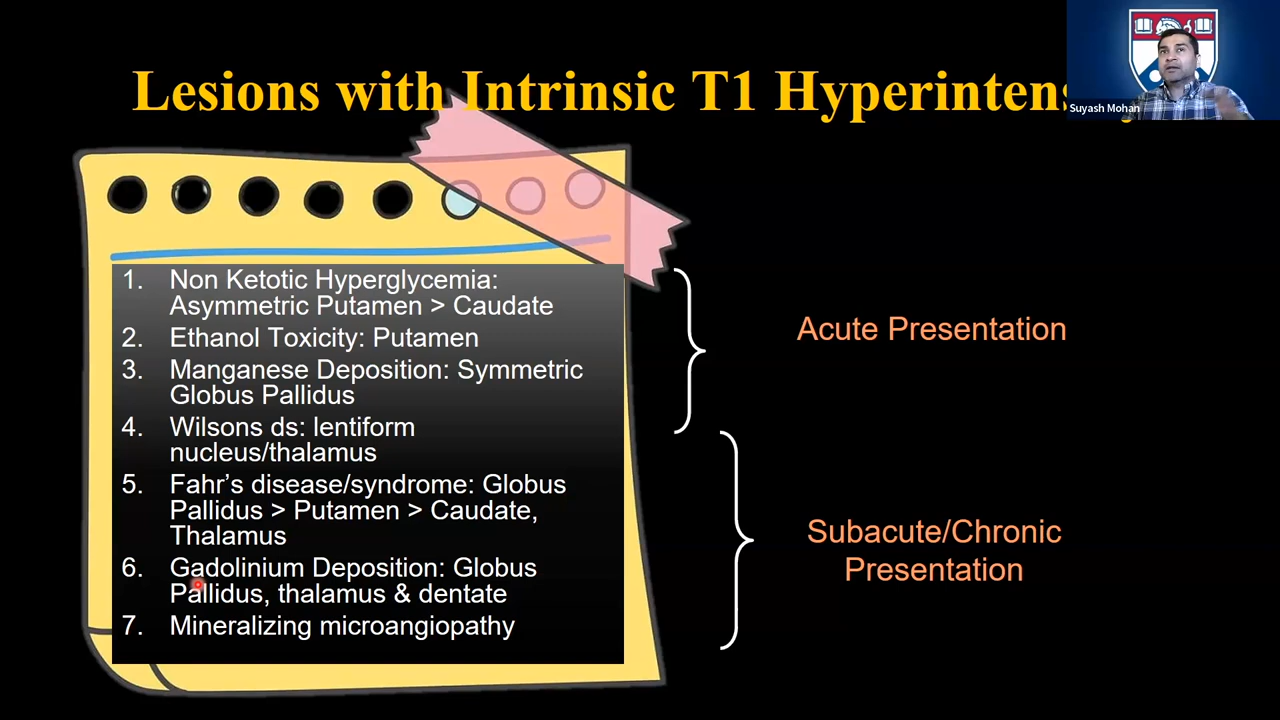 Lesions with Intrinsic T1
Suyash Mohan
1. Non Ketotic Hyperglycemia:
Asymmetric Putamen > Caudate
2. Ethanol Toxicity: Putamen
3. Manganese Deposition: Symmetric
Globus Pallidus
4. Wilsons ds: lentiform
nucleus/thalamus
5. Fahr's disease/syndrome: Globus
Pallidus > Putamen > Caudate,
Thalamus
6. Gadolinium Deposition: Globus
Pallidus, thalamus & dentate
7. Mineralizing microangiopathy
Acute Presentation
Subacute/Chronic
Presentation